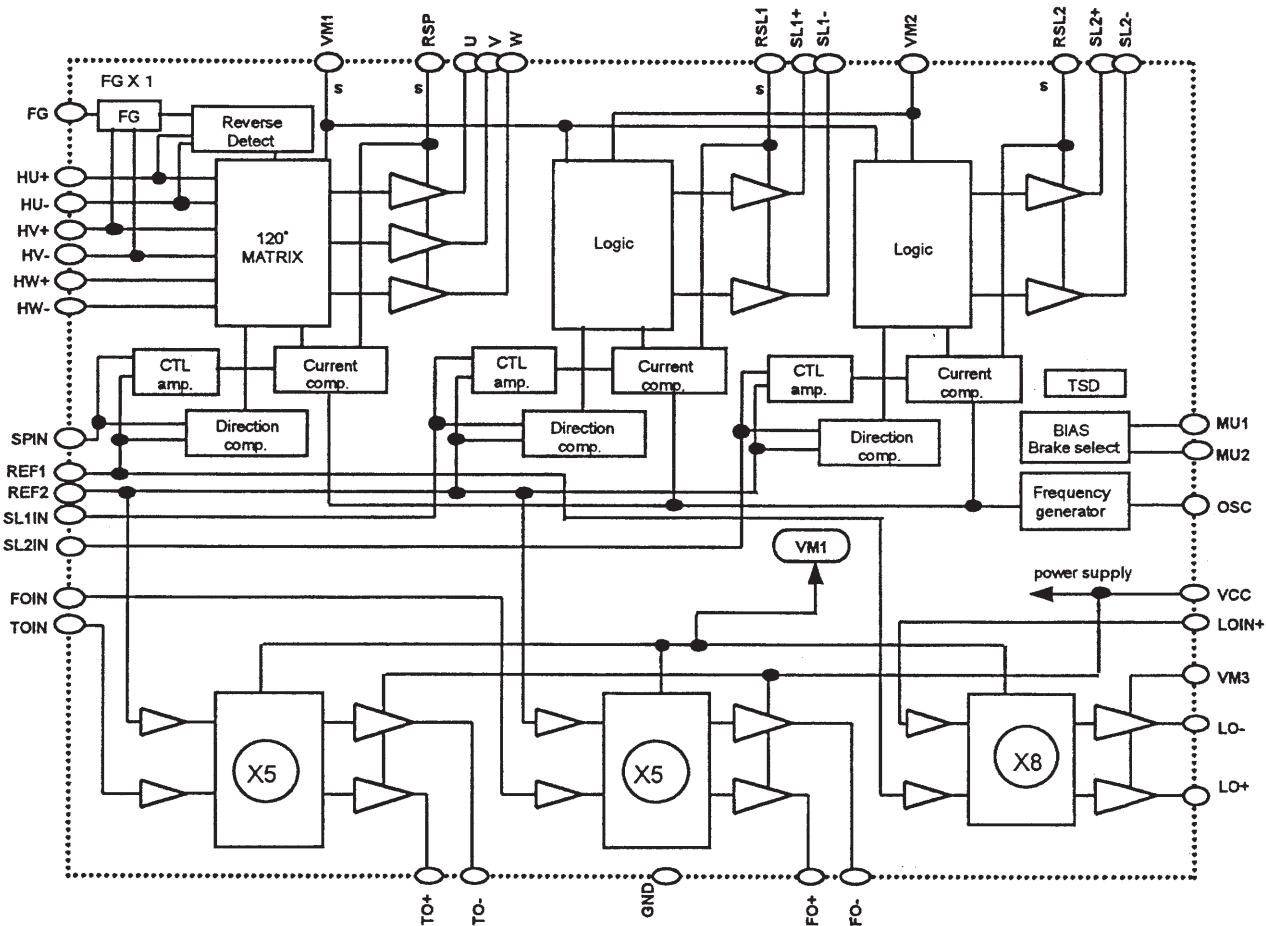 VM1
RSP
U
V
W
RSL1
SL1+
SL1-
VM2
RSL2
SL2+
SL2-
FG X 1
s
s
s
s
FG
FG
Reverse
Detect
HU+
HU-
HV+
HV-
HW+
HW-
120°
MATRIX
Logic
Logic
CTL
amp.
Current
comp.
CTL
amp.
Current
comp.
CTL
amp.
Current
comp.
TSD
Direction
comp.
Direction
comp.
Direction
comp.
BIAS
Brake select
MU1
MU2
SPIN
REF1
REF2
SL1IN
SL2IN
Frequency
generator
OSC
VM1
power supply
VCC
FOIN
TOIN
LOIN+
VM3
LO-
LO+
X5
X5
X8
TO+
TO-
GND
FO+
FO-